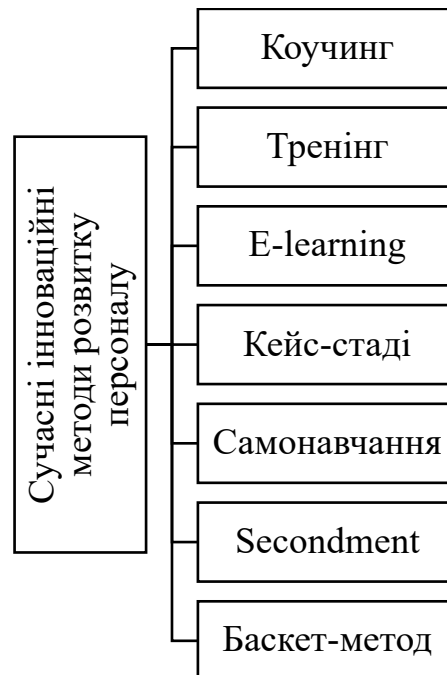 Сучасні інноваційні
методи розвитку
персоналу
Коучинг
Тренінг
E-learning
Кейс-стаді
Самонавчання
Secondment
Баскет-метод